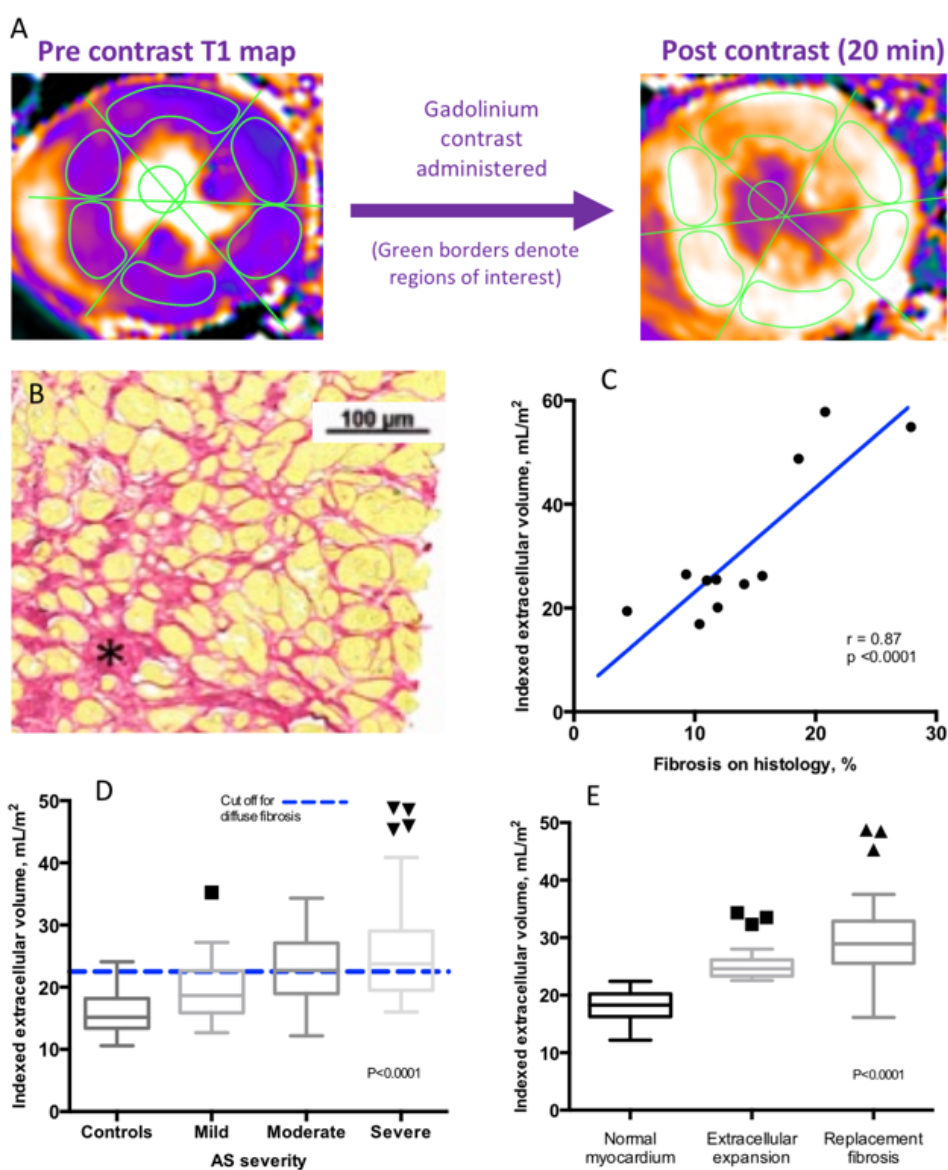 A
Pre contrast T1 map
Post contrast (20 min)
Gadolinium
contrast
administered
(Green borders denote
regions of interest)
B
100 µm
*
C
Indexed extracellular volume, mL/m²
60
40
20
0
0 10 20 30
r = 0.87
p <0.0001
Fibrosis on histology, %
D
Cut off for
diffuse fibrosis
Indexed extracellular volume, mL/m²
50
40
30
20
10
0
P<0.0001
Controls Mild Moderate Severe
AS severity
E
Indexed extracellular volume, mL/m²
50
40
30
20
10
0
P<0.0001
Normal
myocardium
Extracellular
expansion
Replacement
fibrosis